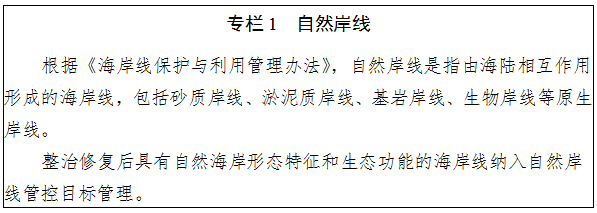 专栏 1　自然岸线
根据《海岸线保护与利用管理办法》，自然岸线是指由海陆相互作用
形成的海岸线，包括砂质岸线、淤泥质岸线、基岩岸线、生物岸线等原生
岸线。
整治修复后具有自然海岸形态特征和生态功能的海岸线纳入自然岸
线管控目标管理。